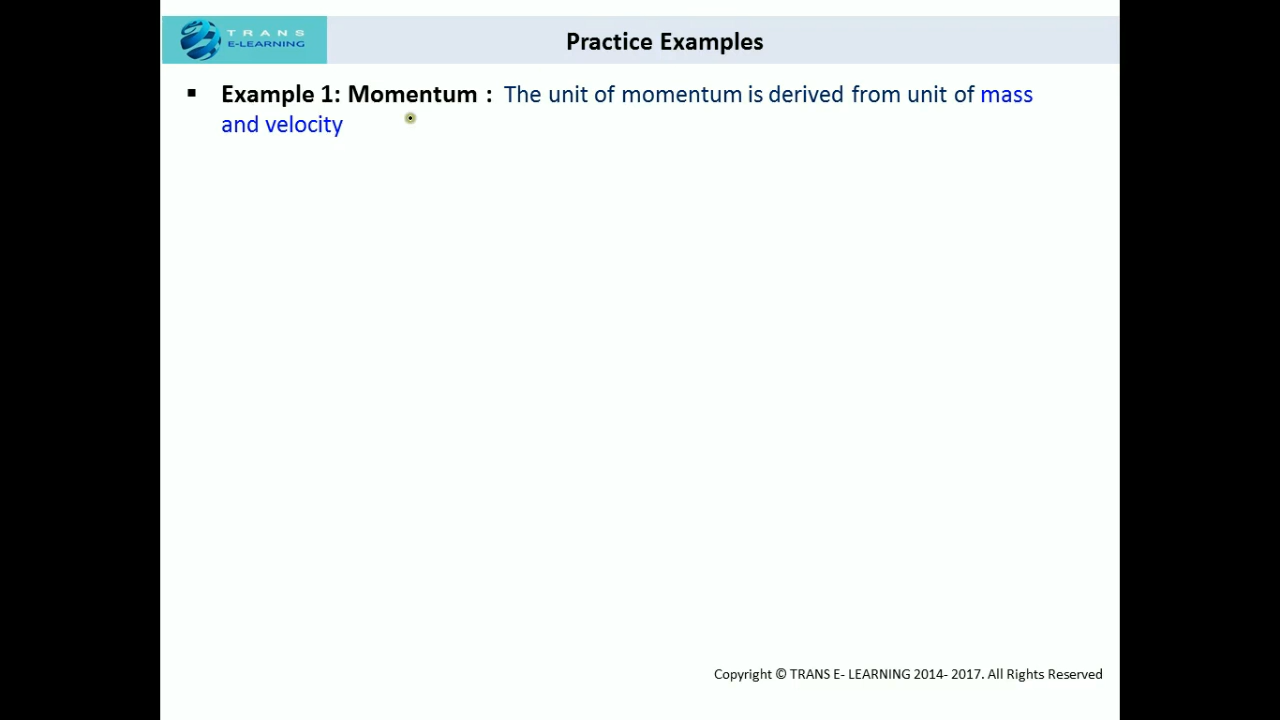 TRANS
E-LEARNING
Practice Examples
▪ Example 1: Momentum : The unit of momentum is derived from unit of mass
and velocity
Copyright © TRANS E- LEARNING 2014- 2017. All Rights Reserved